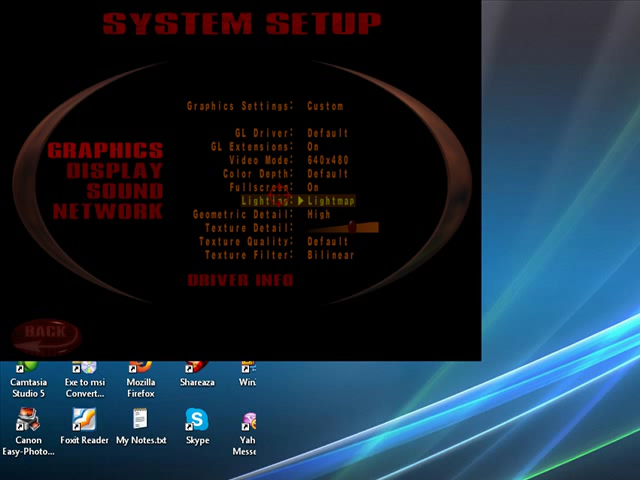 SYSTEM SETUP
Graphics Settings: Custom
GL Driver: Default
GL Extensions: On
Video Mode: 640x480
Color Depth: Default
Fullscreen: On
Lighting: Lightmap
Geometric Detail: High
Texture Detail:
Texture Quality: Default
Texture Filter: Bilinear
GRAPHICS
DISPLAY
SOUND
NETWORK
DRIVER INFO
BACK
Camtasia Studio 5
Exe to msi Convert...
Mozilla Firefox
Shareaza
Win
Canon Easy-Photo...
Foxit Reader
My Notes.txt
Skype
Yah
Messe